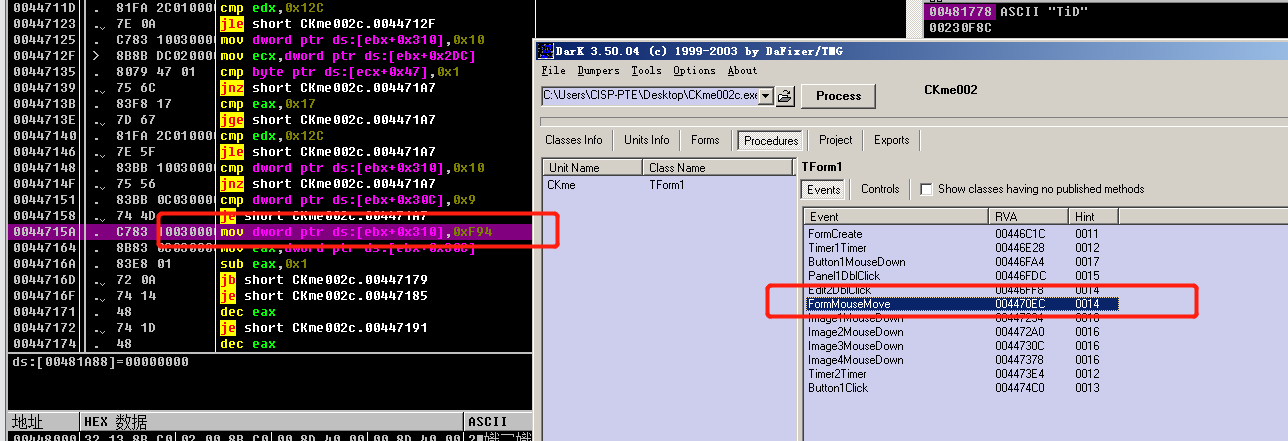 0044711D . 81FA 2C01000 cmp edx,0x12C
. 7E 0A jle short CKme002c.0044712F
00447125 . C783 1003000 mov dword ptr ds:[ebx+0x310],0x10
0044712F > 8B8B DC02000 mov ecx,dword ptr ds:[ebx+0x2DC]
00447135 . 8079 47 01 cmp byte ptr ds:[ecx+0x47],0x1
00447139 . 75 6C jnz short CKme002c.004471A7
0044713B . 83F8 17 cmp eax,0x17
0044713E . 7D 67 jge short CKme002c.004471A7
00447140 . 81FA 2C01000 cmp edx,0x12C
00447146 . 7E 5F jle short CKme002c.004471A7
00447148 . 83BB 1003000 cmp dword ptr ds:[ebx+0x310],0x10
0044714F . 75 56 jnz short CKme002c.004471A7
00447151 . 83BB 0C03000 cmp dword ptr ds:[ebx+0x30C],0x9
00447158 . 74 4D je short CKme002c.004471A7
0044715A . C783 1003000 mov dword ptr ds:[ebx+0x310],0xF94
00447164 . 8B83 0C03000 mov eax,dword ptr ds:[ebx+0x30C]
0044716A . 83E8 01 sub eax,0x1
0044716D . 72 0A jb short CKme002c.00447179
0044716F . 74 14 je short CKme002c.00447185
00447171 . 48 dec eax
00447172 . 74 1D je short CKme002c.00447191
00447174 . 48 dec eax
ds:[00481A88]=00000000
地址 HEX 数据 ASCII
00481778 ASCII "TiD"
00230F8C
DarK 3.50.04 (c) 1999-2003 by DaFixer/TMG
File Dumpers Tools Options About
C:\Users\CISP-PTE\Desktop\CKme002c.exe Process CKme002
Classes Info Units Info Forms Procedures Project Exports
Unit Name Class Name
CKme TForm1
TForm1
Events Controls Show classes having no published methods
Event RVA Hint
FormCreate 00446C1C 0011
Timer1Timer 00446E28 0012
Button1MouseDown 00446FA4 0017
Panel1DblClick 00446FDC 0015
Edit2DblClick 00446FF8 0014
FormMouseMove 004470EC 0014
Image1MouseDown 00447234 0016
Image2MouseDown 004472A0 0016
Image3MouseDown 0044730C 0016
Image4MouseDown 00447378 0016
Timer2Timer 004473E4 0012
Button1Click 004474C0 0013